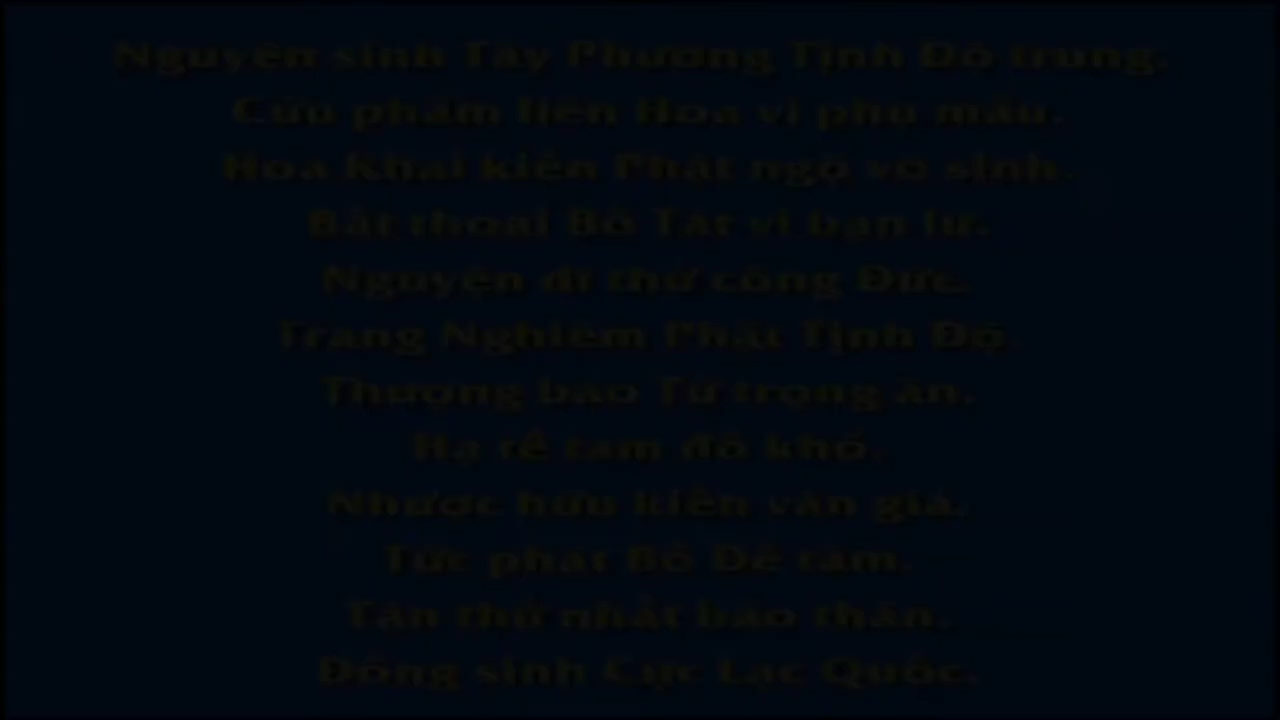 Nguyện sinh Tây Phương Tịnh Độ trung.
Cửu phẩm liên Hoa vi phụ mẫu.
Hoa Khai kiến Phật ngộ vô sinh.
Bất thoái Bồ Tát vi bạn lữ.
Nguyện dĩ thử công Đức.
Trang Nghiêm Phật Tịnh Độ.
Thượng báo Tứ trọng ân.
Hạ tế tam đồ khổ.
Nhược hữu kiến văn giả.
Tức phát Bồ Đề tâm.
Tận thử nhất báo thân.
Đồng sinh Cực Lạc Quốc.